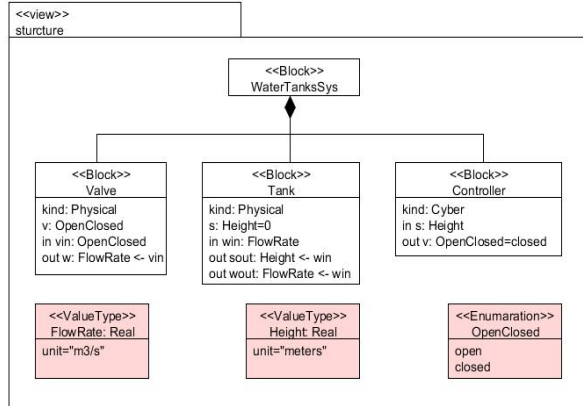 <<view>>
sturcture
<<Block>>
WaterTanksSys
<<Block>>
Valve
kind: Physical
v: OpenClosed
in vin: OpenClosed
out w: FlowRate <- vin
<<Block>>
Tank
kind: Physical
s: Height=0
in win: FlowRate
out sout: Height <- win
out wout: FlowRate <- win
<<Block>>
Controller
kind: Cyber
in s: Height
out v: OpenClosed=closed
<<ValueType>>
FlowRate: Real
unit="m3/s"
<<ValueType>>
Height: Real
unit="meters"
<<Enumaration>>
OpenClosed
open
closed